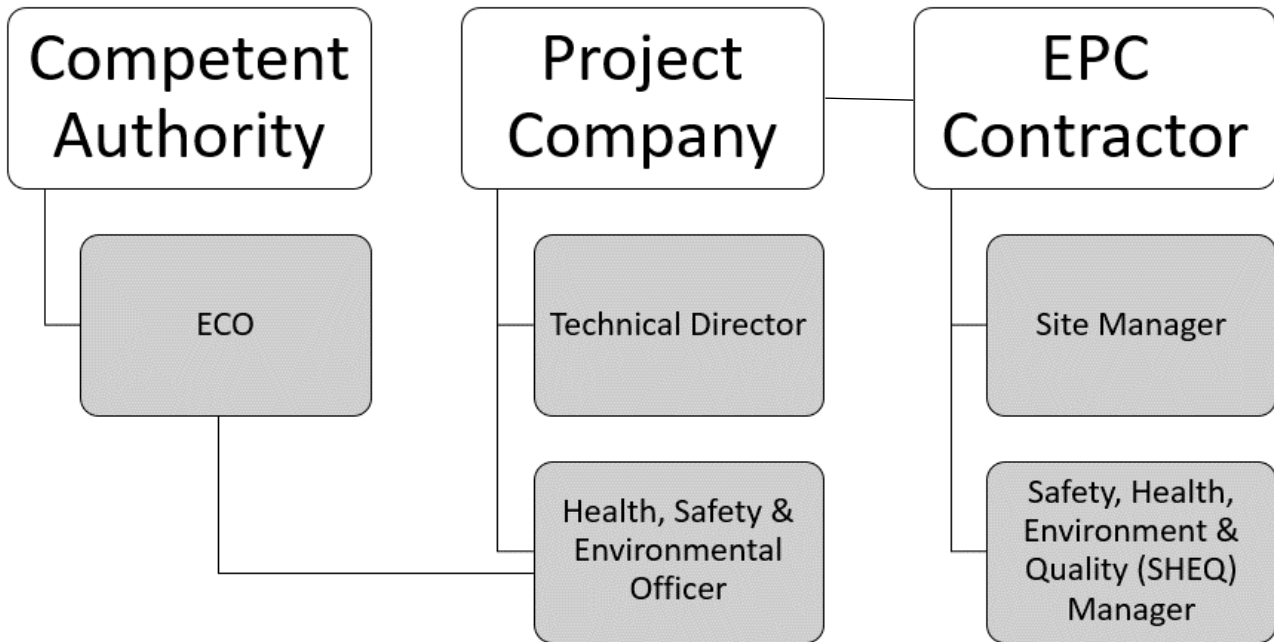 Competent
Authority
Project
Company
EPC
Contractor
ECO
Technical Director
Site Manager
Health, Safety &
Environmental
Officer
Safety, Health,
Environment &
Quality (SHEQ)
Manager